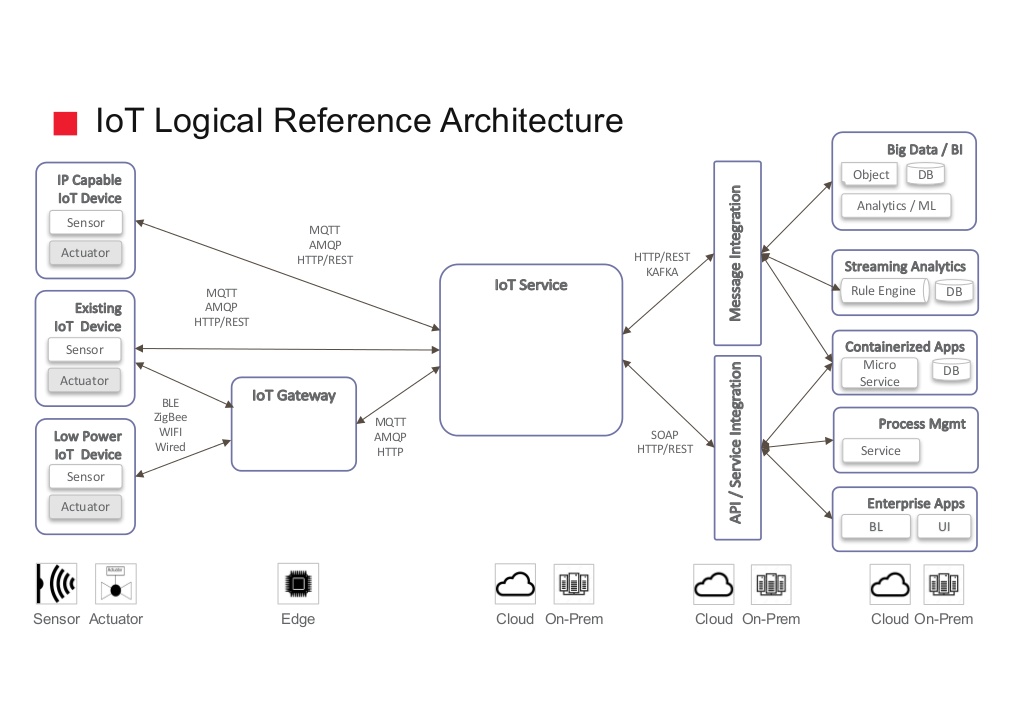 IoT Logical Reference Architecture
IP Capable
IoT Device
Sensor
Actuator
Existing
IoT Device
Sensor
Actuator
Low Power
IoT Device
Sensor
Actuator
MQTT
AMQP
HTTP/REST
MQTT
AMQP
HTTP/REST
BLE
ZigBee
WIFI
Wired
IoT Gateway
MQTT
AMQP
HTTP
IoT Service
HTTP/REST
KAFKA
SOAP
HTTP/REST
Message Integration
API / Service Integration
Big Data / BI
Object
DB
Analytics / ML
Streaming Analytics
Rule Engine
DB
Containerized Apps
Micro
Service
DB
Process Mgmt
Service
Enterprise Apps
BL
UI
Actuator
Sensor
Actuator
Edge
Cloud
On-Prem
Cloud
On-Prem
Cloud
On-Prem